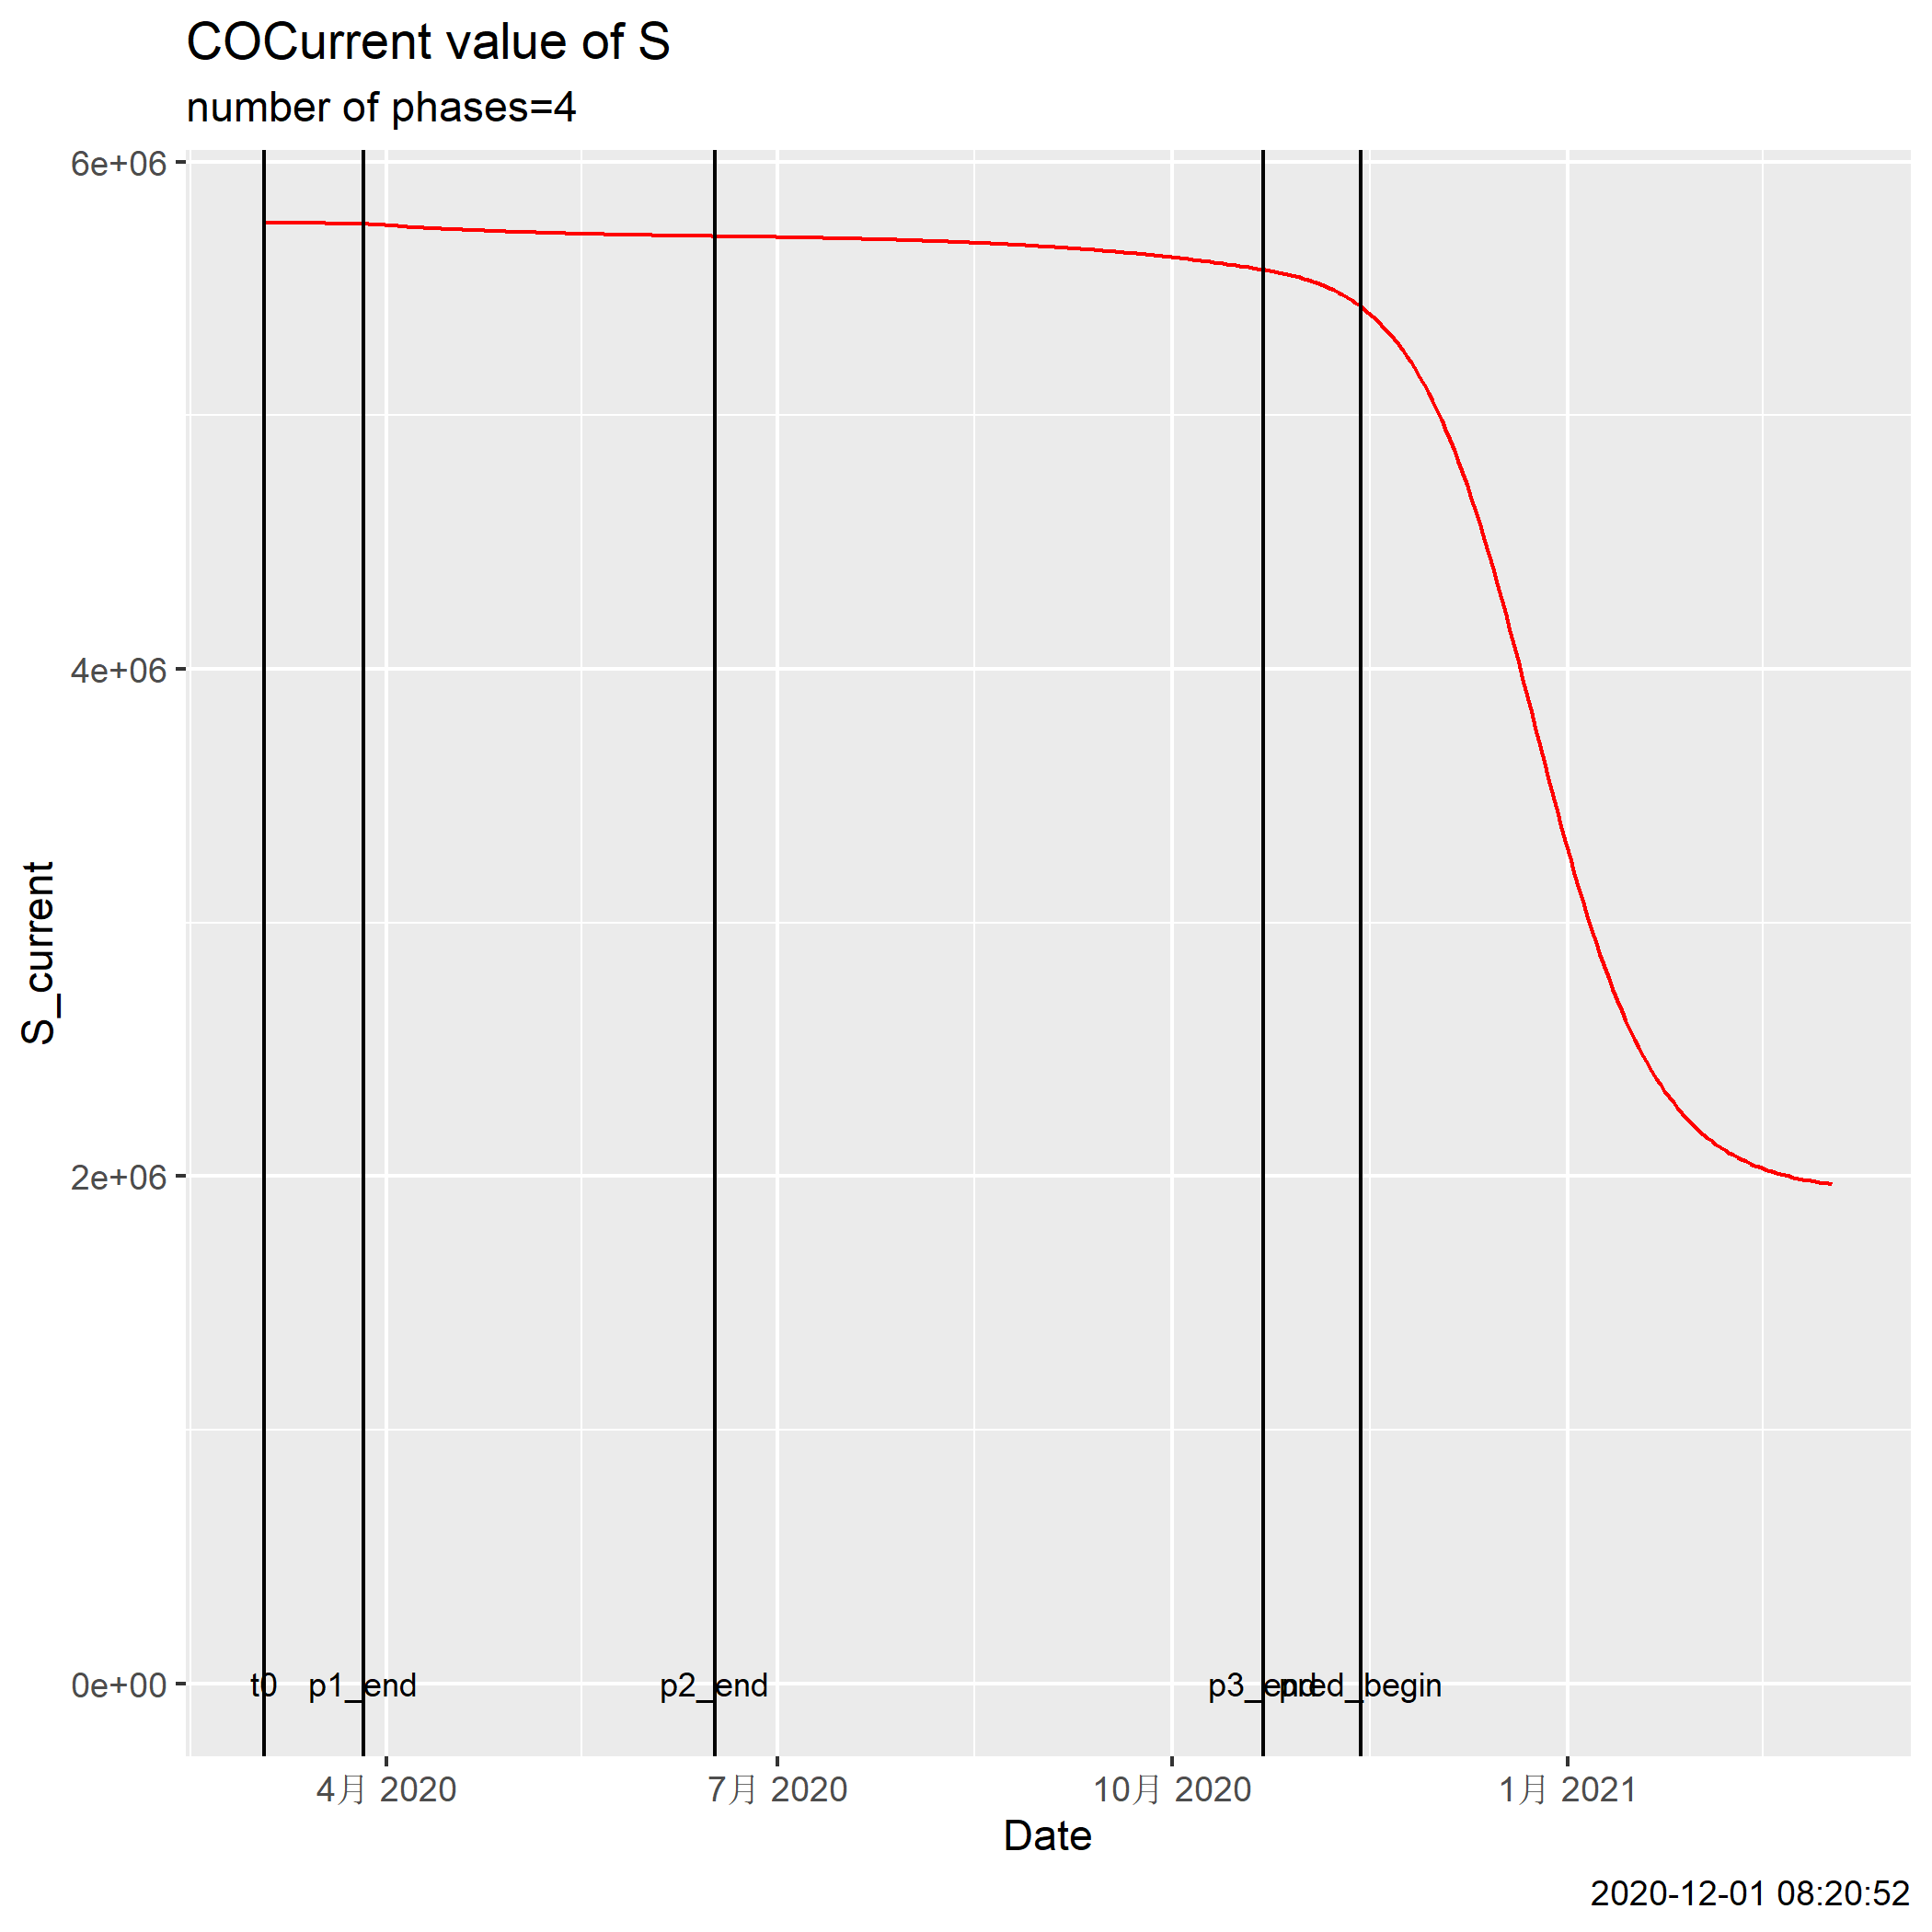 COCurrent value of S
number of phases=4
6e+06
4e+06
2e+06
0e+00
S_current
t0
p1_end
p2_end
p3_end
pred_begin
4月 2020
7月 2020
10月 2020
1月 2021
Date
2020-12-01 08:20:52